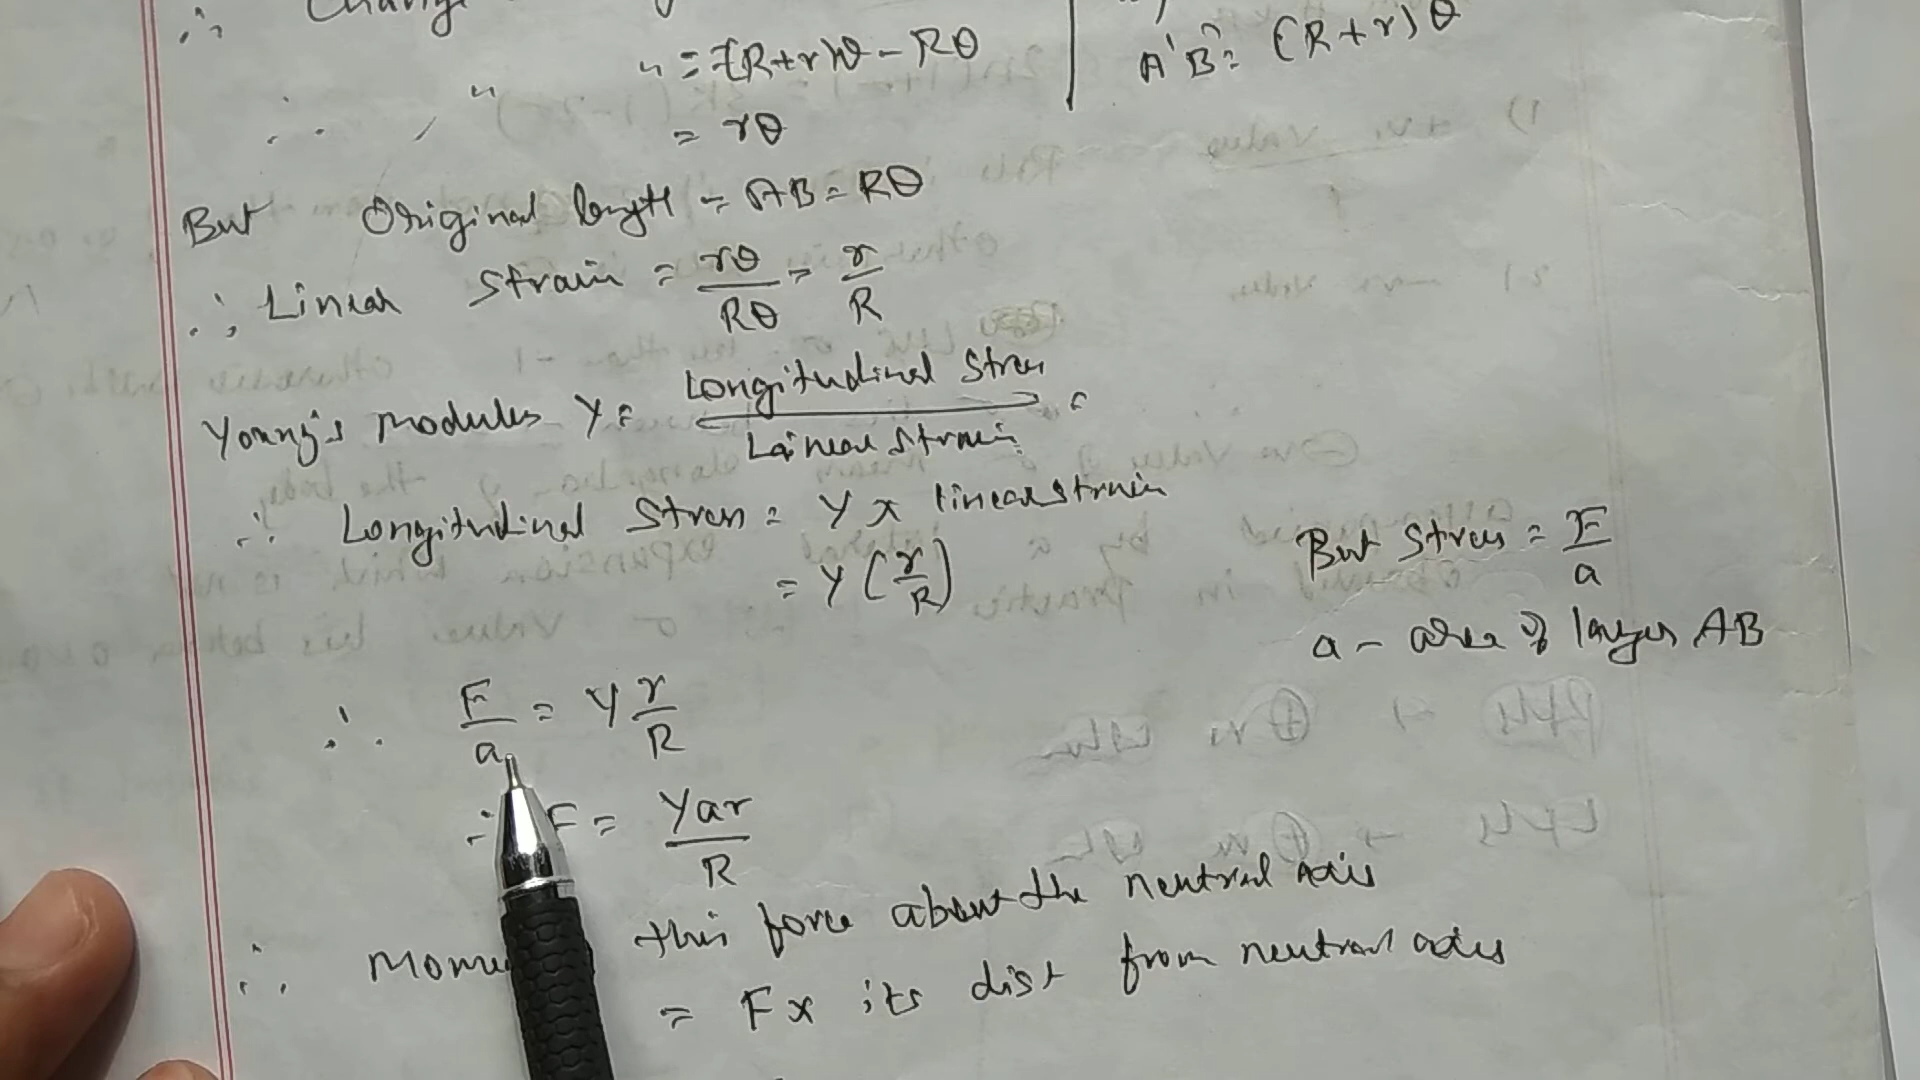 ∴ Change
" = (R+r)θ - Rθ
A'B' = (R+r)θ
"
= rθ
But Original length = AB = Rθ
∴ Linear Strain = rθ/Rθ = r/R
Young's modulus Y = Longitudinal Stress / Linear Strain =
∴ Longitudinal Stress = Y x linear strain
= Y(r/R)
But Stress = F/a
a - area of layer AB
∴ F/a = Y r/R
∴ F = Yar/R
∴ this force about the neutral axis
= F x its dist from neutral axis